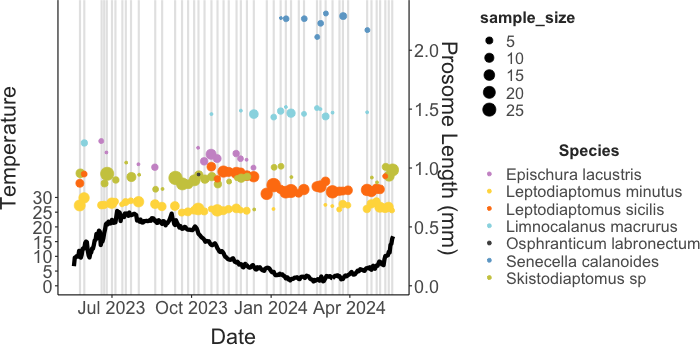 Temperature
30
25
20
15
10
5
0
2.0
1.5
1.0
0.5
0.0
Prosome Length (mm)
Jul 2023
Oct 2023
Jan 2024
Apr 2024
Date
sample_size
5
10
15
20
25
Species
Epischura lacustris
Leptodiaptomus minutus
Leptodiaptomus sicilis
Limnocalanus macrurus
Osphranticum labronectum
Senecella calanoides
Skistodiaptomus sp